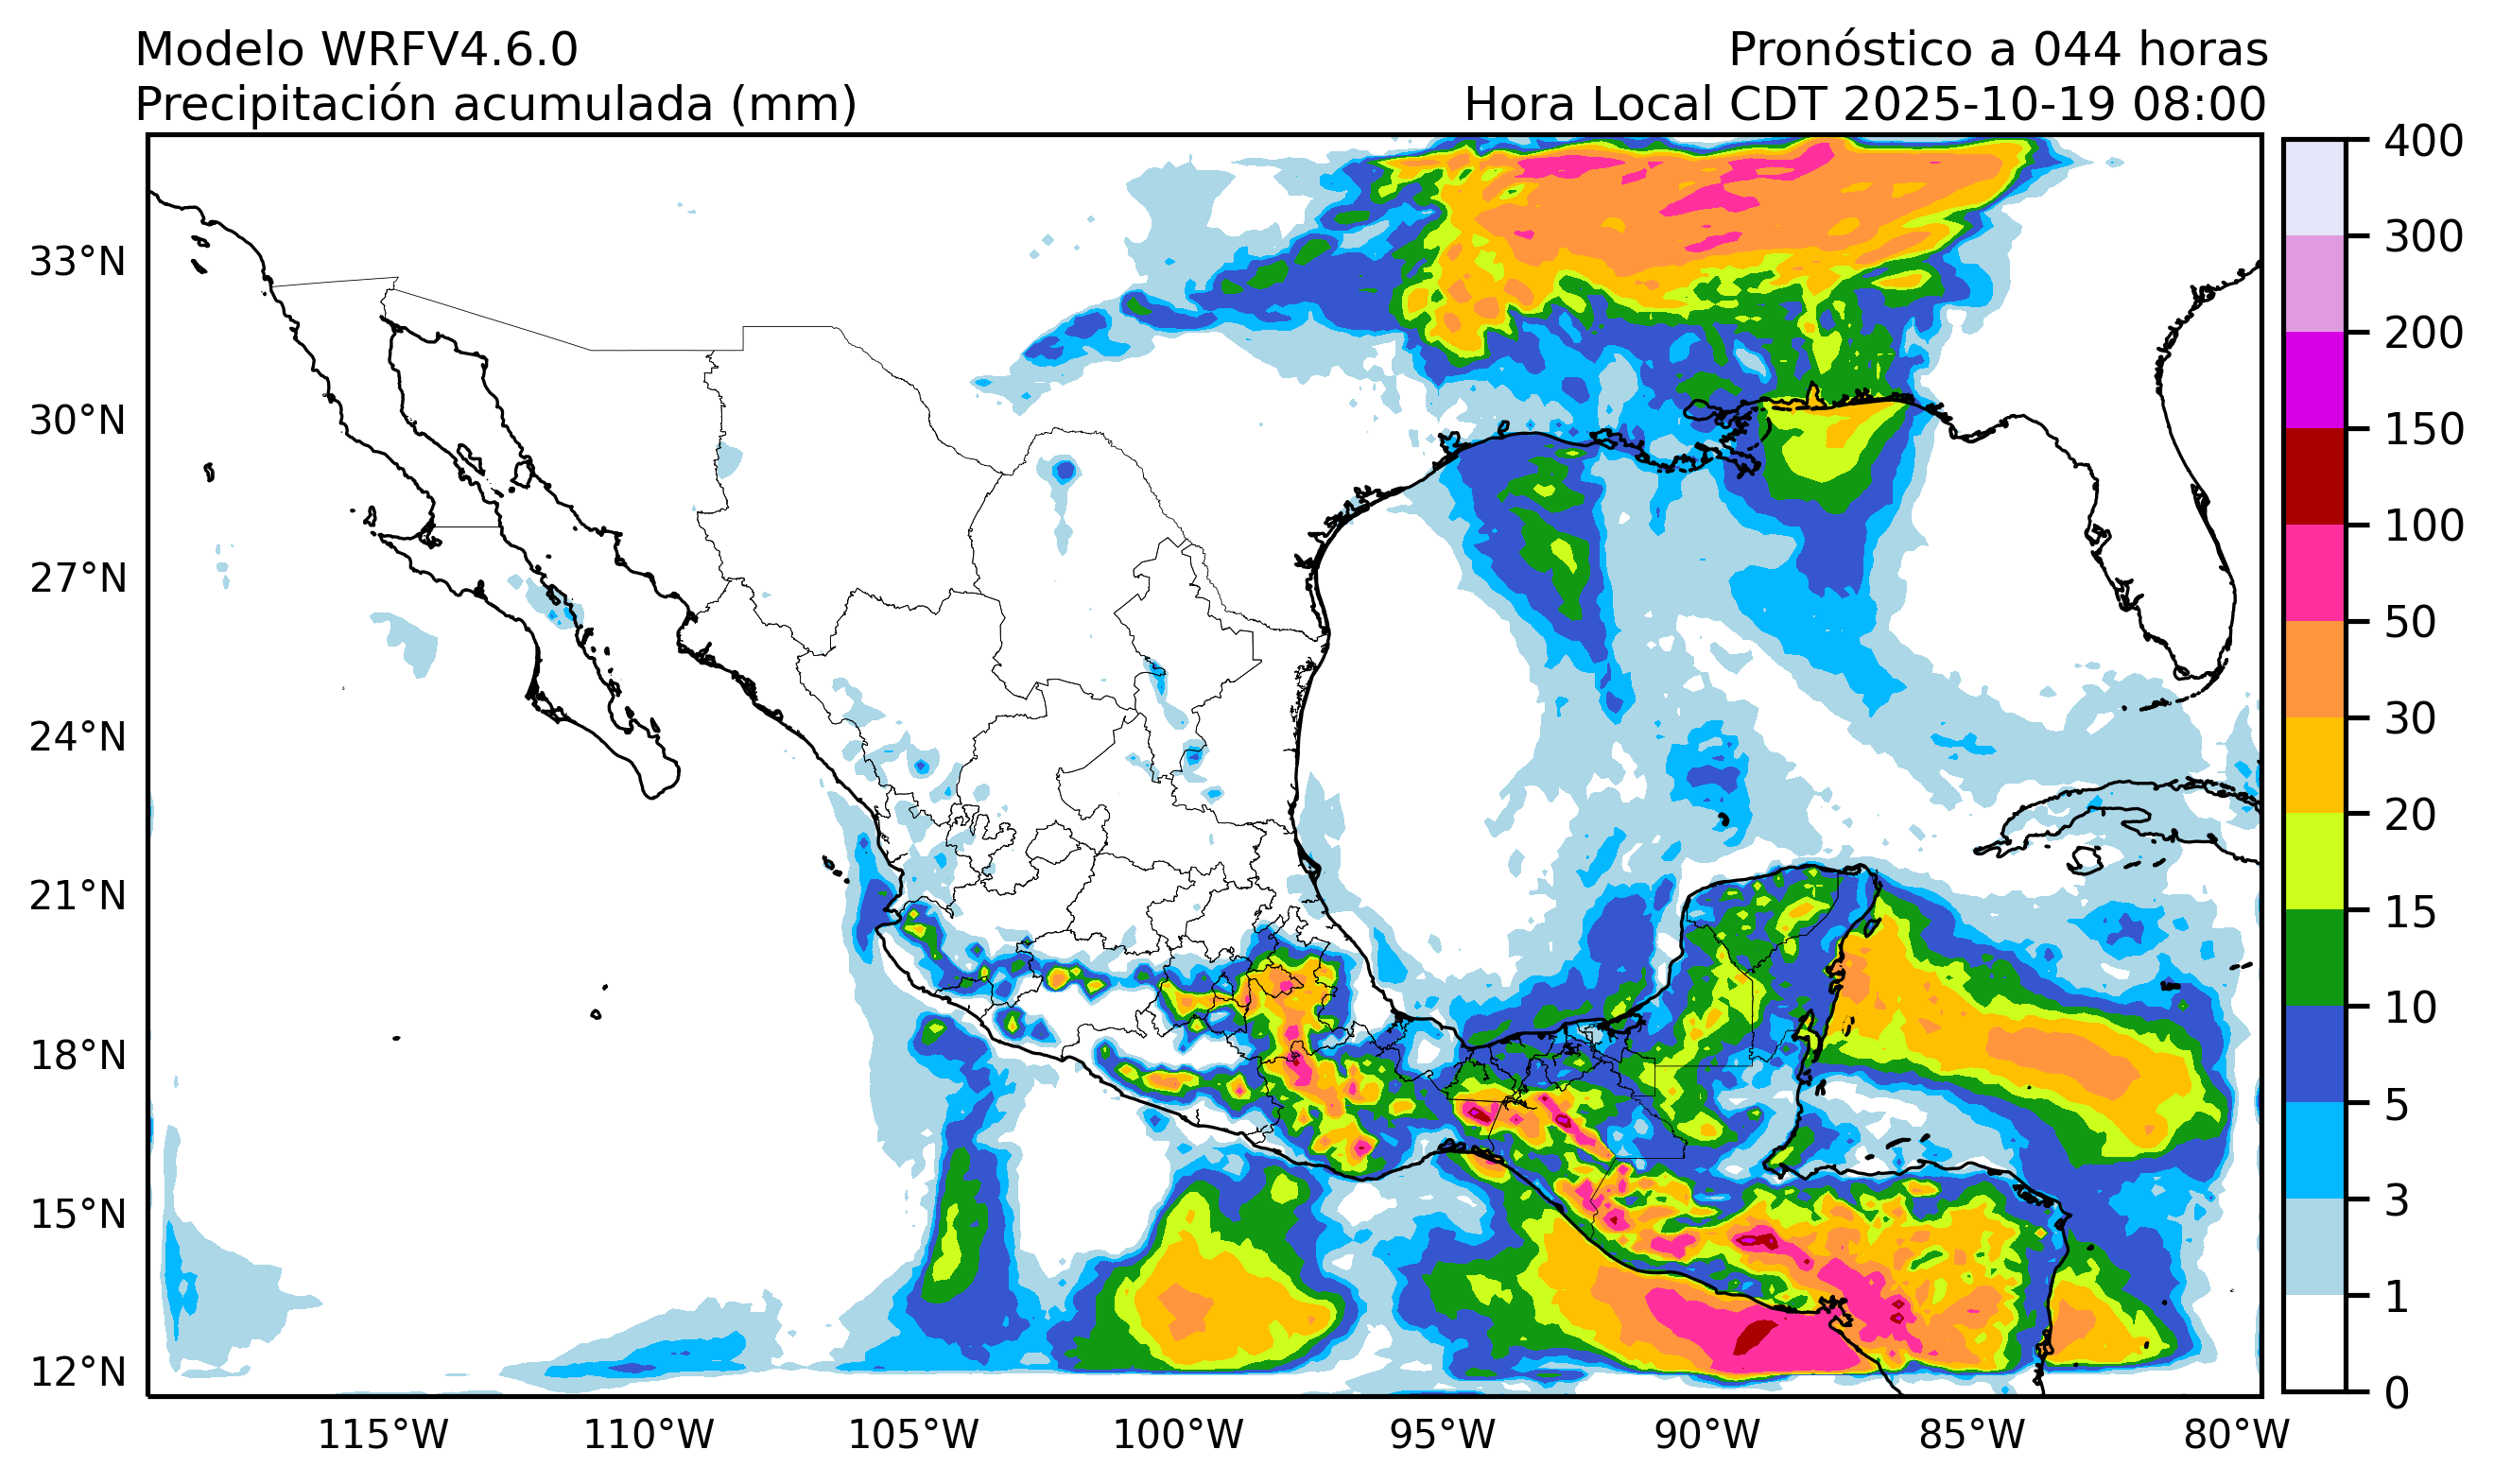 Modelo WRFV4.6.0
Pronóstico a 044 horas
Precipitación acumulada (mm)
Hora Local CDT 2025-10-19 08:00
33°N
30°N
27°N
24°N
21°N
18°N
15°N
12°N
115°W
110°W
105°W
100°W
95°W
90°W
85°W
80°W
400
300
200
150
100
50
30
20
15
10
5
3
1
0